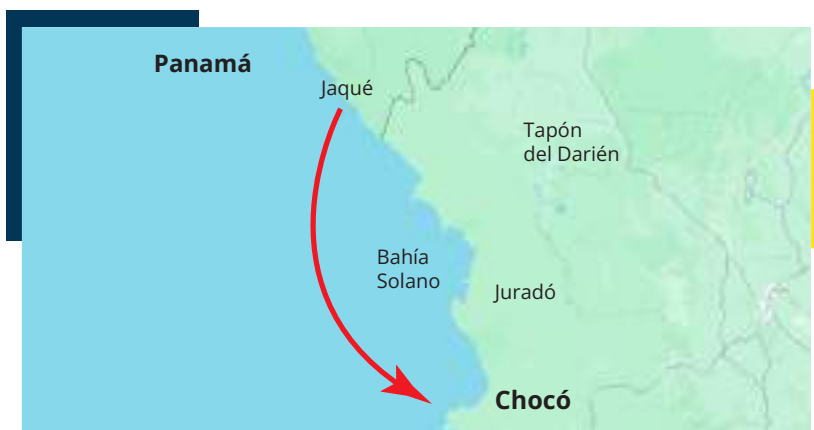 Panamá
Jaqué
Tapón
del Darién
Bahía
Solano
Juradó
Chocó